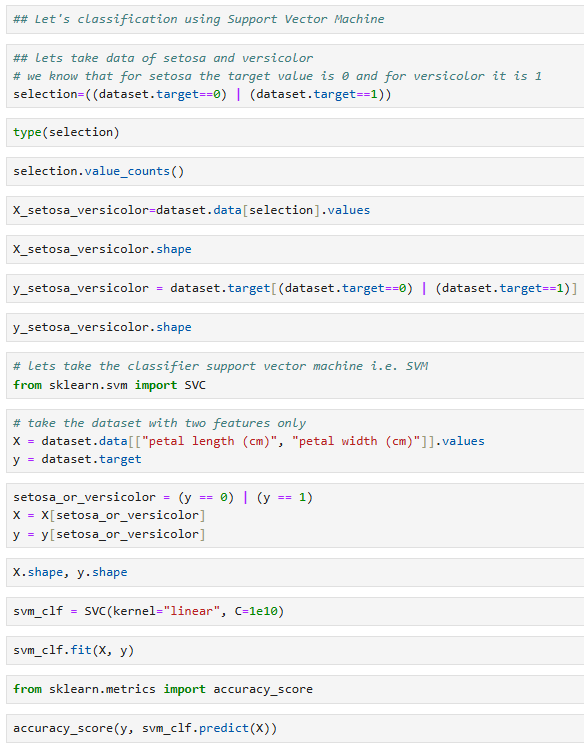 ## Let's classification using Support Vector Machine
## lets take data of setosa and versicolor
# we know that for setosa the target value is 0 and for versicolor it is 1
selection=((dataset.target==0) | (dataset.target==1))
type(selection)
selection.value_counts()
X_setosa_versicolor=dataset.data[selection].values
X_setosa_versicolor.shape
y_setosa_versicolor = dataset.target[(dataset.target==0) | (dataset.target==1)]
y_setosa_versicolor.shape
# lets take the classifier support vector machine i.e. SVM
from sklearn.svm import SVC
# take the dataset with two features only
X = dataset.data[["petal length (cm)", "petal width (cm)"]].values
y = dataset.target
setosa_or_versicolor = (y == 0) | (y == 1)
X = X[setosa_or_versicolor]
y = y[setosa_or_versicolor]
X.shape, y.shape
svm_clf = SVC(kernel="linear", C=1e10)
svm_clf.fit(X, y)
from sklearn.metrics import accuracy_score
accuracy_score(y, svm_clf.predict(X))